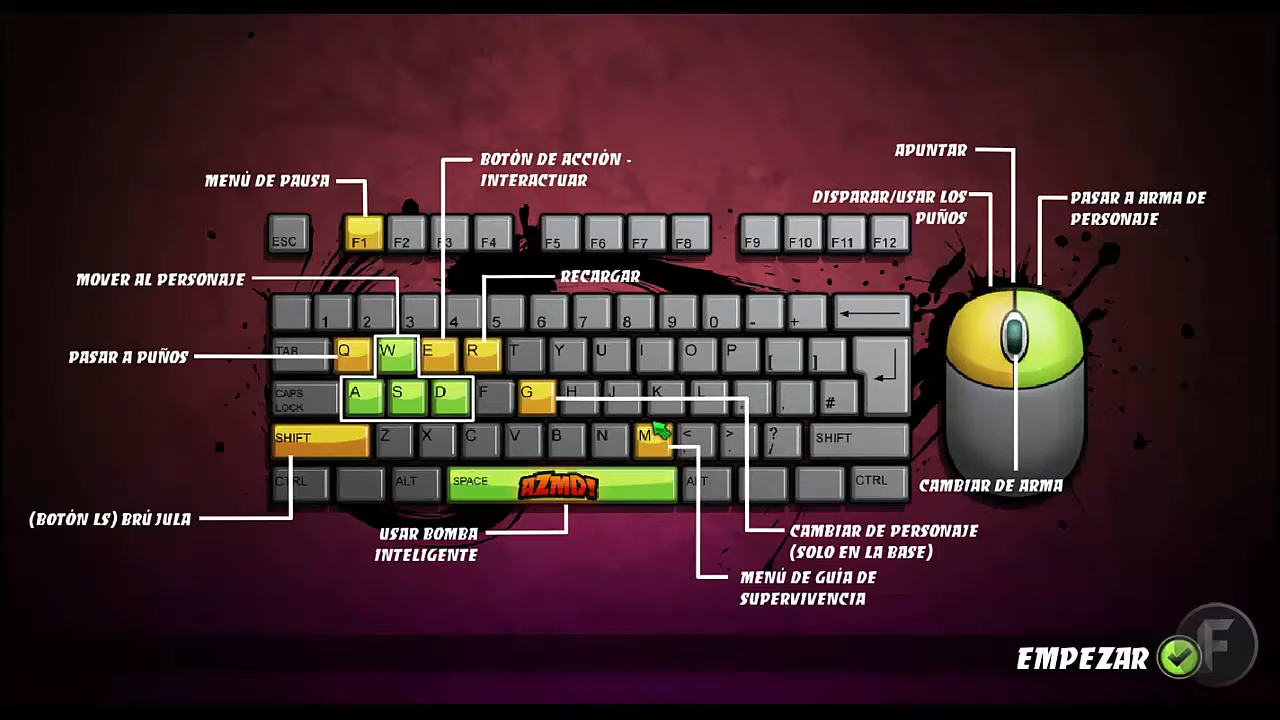 APUNTAR
BOTÓN DE ACCIÓN -
INTERACTUAR
MENÚ DE PAUSA
DISPARAR/USAR LOS
PUÑOS
PASAR A ARMA DE
PERSONAJE
ESC F1 F2 F3 F4 F5 F6 F7 F8 F9 F10 F11 F12
MOVER AL PERSONAJE
RECARGAR
1 2 3 4 5 6 7 8 9 0 - +
PASAR A PUÑOS
TAB Q W E R T Y U I O P [ ]
CAPS
LOCK
A S D F G H J K L ; , #
SHIFT Z X C V B N M < > . ? / SHIFT
CTRL ALT SPACE AZMD! ALT CTRL
CAMBIAR DE ARMA
(BOTÓN LS) BRÚJULA
USAR BOMBA
INTELIGENTE
CAMBIAR DE PERSONAJE
(SOLO EN LA BASE)
MENÚ DE GUÍA DE
SUPERVIVENCIA
EMPEZAR
F